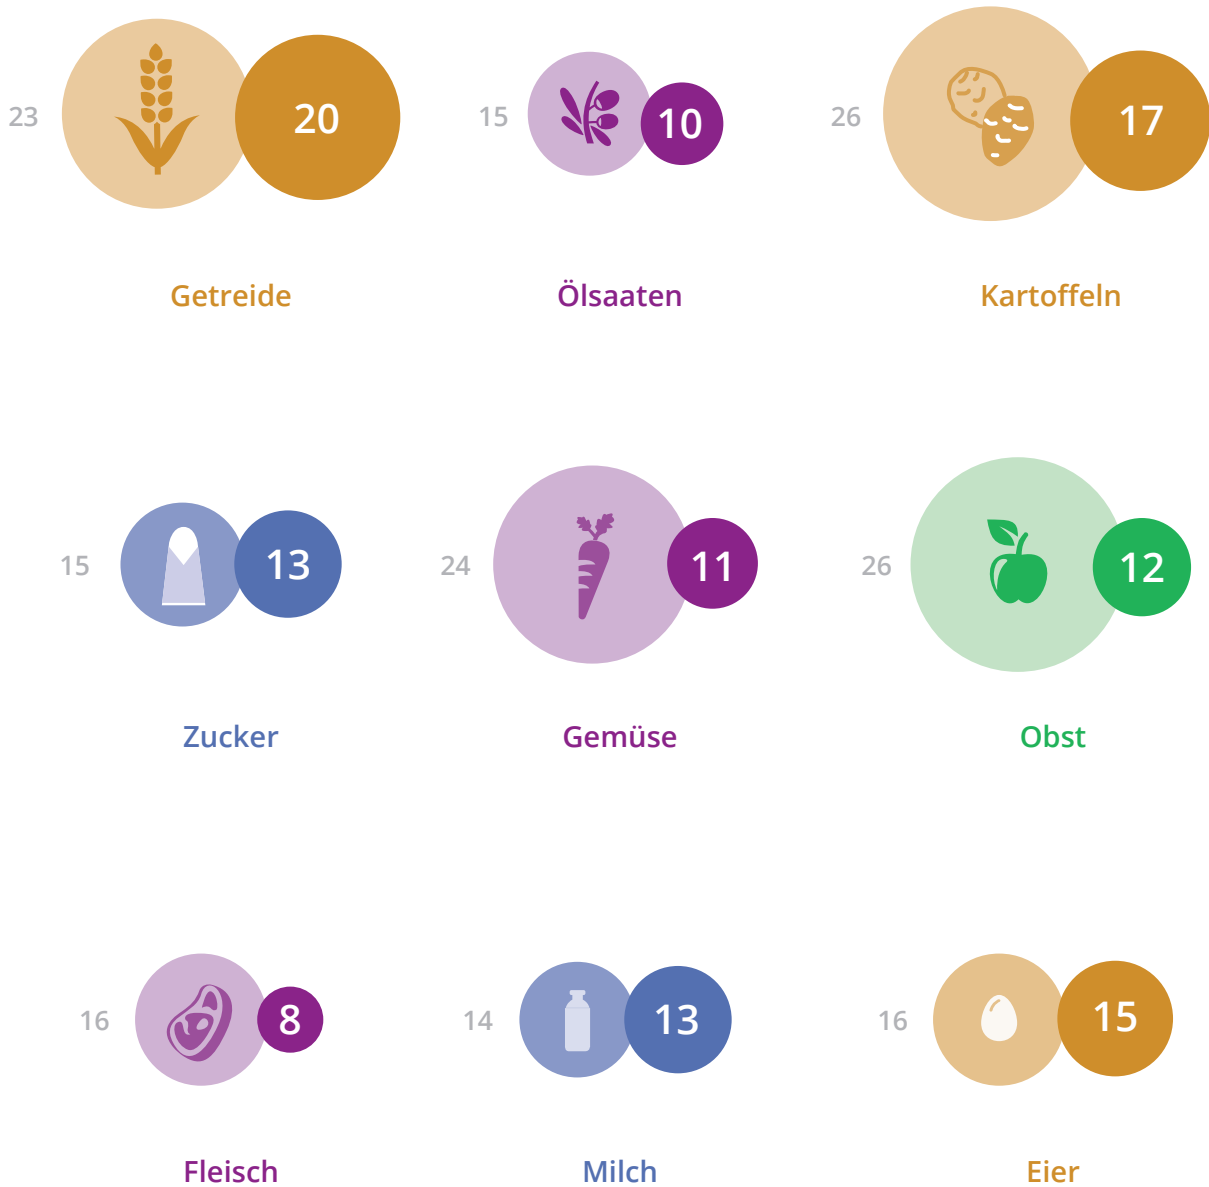 23
20
15
10
26
17
Getreide
Ölsaaten
Kartoffeln
15
13
24
11
26
12
Zucker
Gemüse
Obst
16
8
14
13
16
15
Fleisch
Milch
Eier